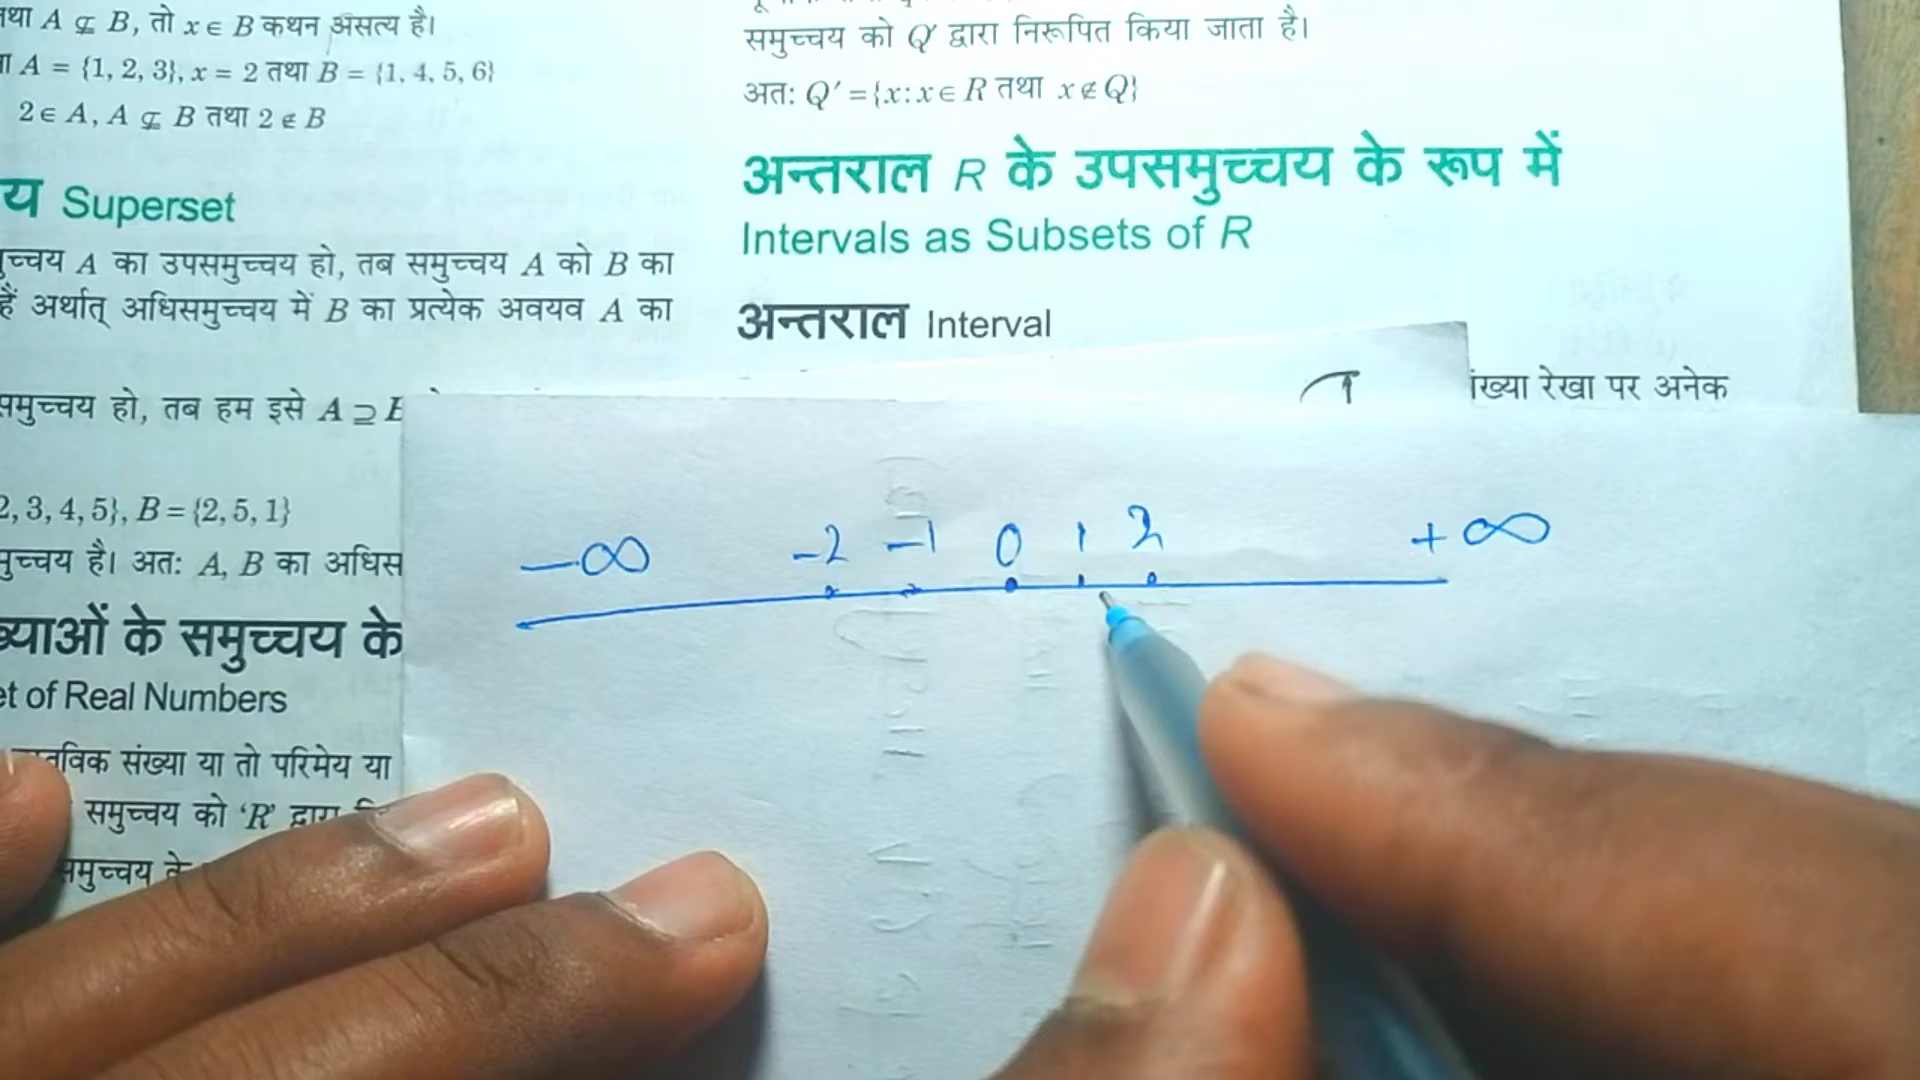 तथा A ⊈ B, तो x ∈ B कथन असत्य है।
A = {1, 2, 3}, x = 2 तथा B = {1, 4, 5, 6}
2 ∈ A, A ⊈ B तथा 2 ∉ B
य Superset
समुच्चय A का उपसमुच्चय हो, तब समुच्चय A को B का
हैं अर्थात् अधिसमुच्चय में B का प्रत्येक अवयव A का
समुच्चय हो, तब हम इसे A ⊇ B
2, 3, 4, 5}, B = {2, 5, 1}
मुच्चय है। अत: A, B का अधिस
ख्याओं के समुच्चय के
et of Real Numbers
तविक संख्या या तो परिमेय या
समुच्चय को ‘R’ द्वारा
समुच्चय के
समुच्चय को Q′ द्वारा निरूपित किया जाता है।
अत: Q′ = {x : x ∈ R तथा x ∉ Q}
अन्तराल R के उपसमुच्चय के रूप में
Intervals as Subsets of R
अन्तराल Interval
ंख्या रेखा पर अनेक
-∞ -2 -1 0 1 2 +∞